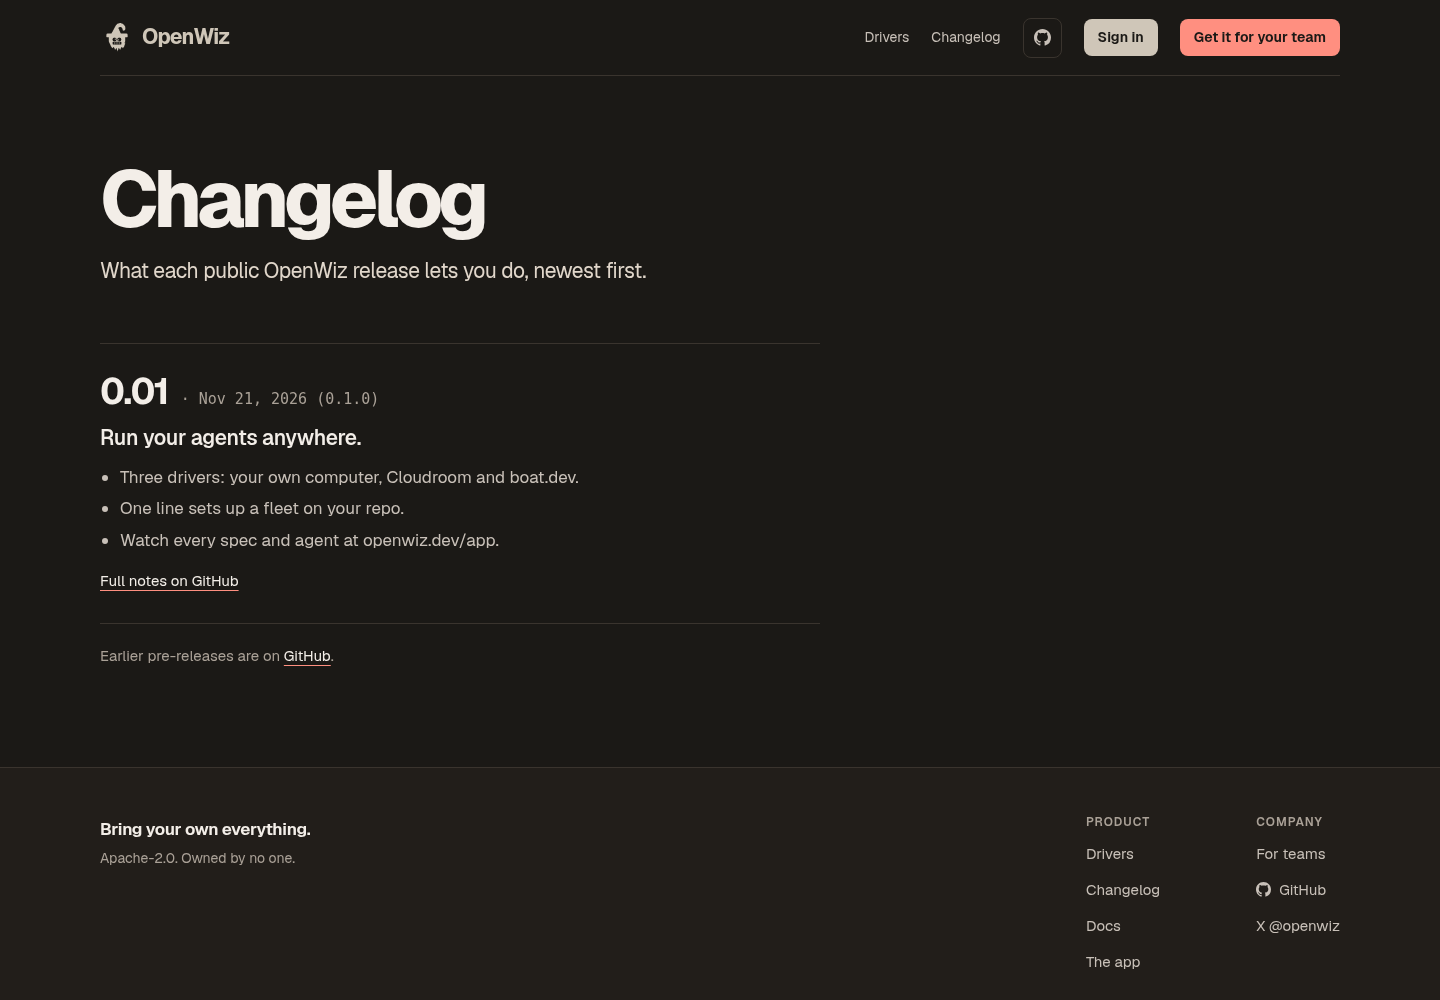 OpenWiz
Drivers
Changelog
Sign in
Get it for your team
Changelog
What each public OpenWiz release lets you do, newest first.
0.01 · Nov 21, 2026 (0.1.0)
Run your agents anywhere.
• Three drivers: your own computer, Cloudroom and boat.dev.
• One line sets up a fleet on your repo.
• Watch every spec and agent at openwiz.dev/app.
Full notes on GitHub
Earlier pre-releases are on GitHub.
Bring your own everything.
Apache-2.0. Owned by no one.
PRODUCT
Drivers
Changelog
Docs
The app
COMPANY
For teams
GitHub
X @openwiz